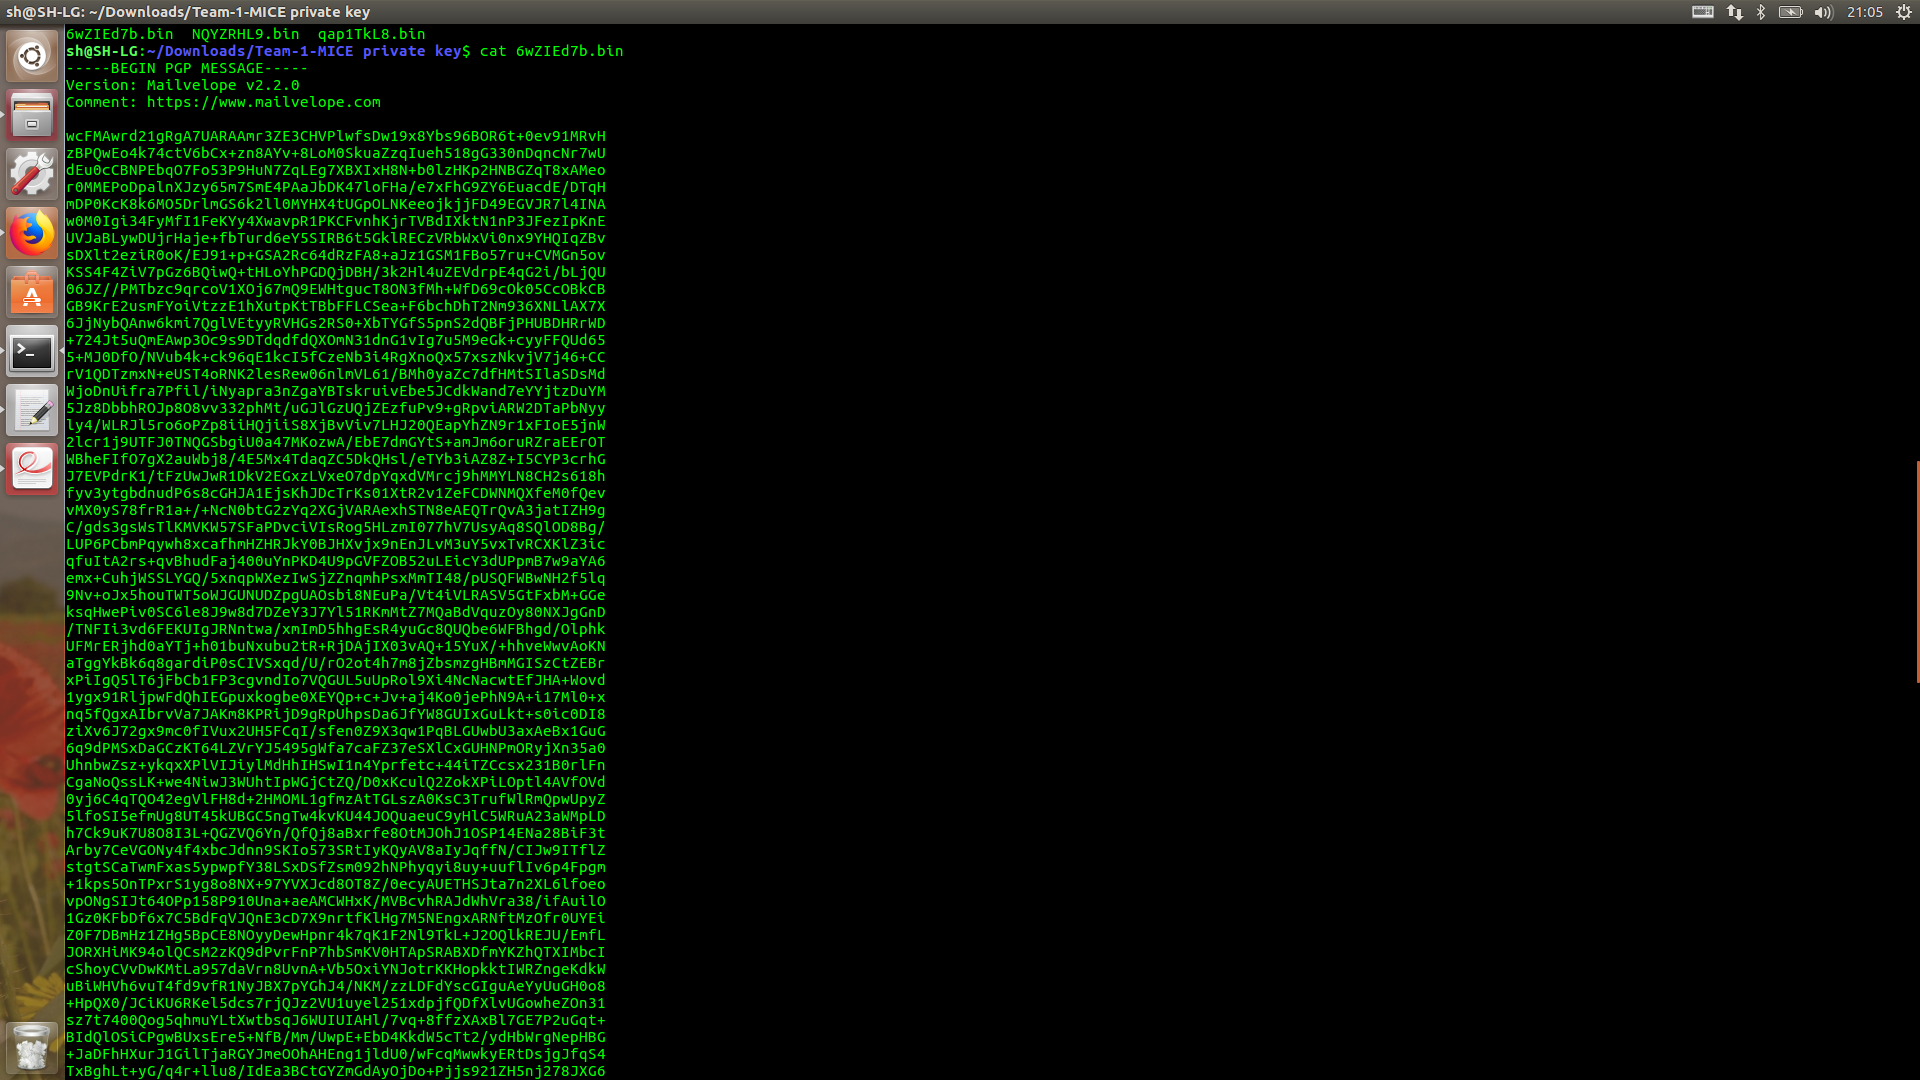 sh@SH-LG: ~/Downloads/Team-1-MICE private key
21:05
6wZIEd7b.bin  NQYZRHL9.bin  qap1TkL8.bin
sh@SH-LG:~/Downloads/Team-1-MICE private key$ cat 6wZIEd7b.bin
-----BEGIN PGP MESSAGE-----
Version: Mailvelope v2.2.0
Comment: https://www.mailvelope.com
wcFMAwrd21gRgA7UARAAmr3ZE3CHVPlwfsDw19x8Ybs96BOR6t+0ev91MRvH
zBPQwEo4k74ctV6bCx+zn8AYv+8LoM0SkuaZzqIueh518gG330nDqncNr7wU
dEu0cCBNPEbqO7Fo53P9HuN7ZqLEg7XBXIxH8N+b0lzHKp2HNBGZqT8xAMeo
r0MMEPoDpalnXJzy65m7SmE4PAaJbDK47loFHa/e7xFhG9ZY6EuacdE/DTqH
mDP0KcK8k6MO5DrlmGS6k2ll0MYHX4tUGpOLNKeeojkjjFD49EGVJR7l4INA
w0M0Igi34FyMfI1FeKYy4XwavpR1PKCFvnhKjrTVBdIXktN1nP3JFezIpKnE
UVJaBLywDUjrHaje+fbTurd6eY5SIRB6t5GklRECzVRbWxVi0nx9YHQIqZBv
sDXlt2eziR0oK/EJ91+p+GSA2Rc64dRzFA8+aJz1GSM1FBo57ru+CVMGn5ov
KSS4F4ZiV7pGz6BQiwQ+tHLoYhPGDQjDBH/3k2Hl4uZEVdrpE4qG2i/bLjQU
06JZ//PMTbzc9qrcoV1XOj67mQ9EWHtgucT8ON3fMh+WfD69cOk05CcOBkCB
GB9KrE2usmFYoiVtzzE1hXutpKtTBbFFLCSea+F6bchDhT2Nm936XNLlAX7X
6JjNybQAnw6kmi7QglVEtyyRVHGs2RS0+XbTYGfS5pnS2dQBFjPHUBDHRrWD
+724Jt5uQmEAwp3Oc9s9DTdqdfdQXOmN31dnG1vIg7u5M9eGk+cyyFFQUd65
5+MJ0DfO/NVub4k+ck96qE1kcI5fCzeNb3i4RgXnoQx57xszNkvjV7j46+CC
rV1QDTzmxN+eUST4oRNK2lesRew06nlmVL61/BMh0yaZc7dfHMtSIlaSDsMd
WjoDnUifra7Pfil/iNyapra3nZgaYBTskruivEbe5JCdkWand7eYYjtzDuYM
5Jz8DbbhROJp8O8vv332phMt/uGJlGzUQjZEzfuPv9+gRpviARW2DTaPbNyy
ly4/WLRJl5ro6oPZp8iiHQjiiS8XjBvViv7LHJ20QEapYhZN9r1xFIoE5jnW
2lcr1j9UTFJ0TNQGSbgiU0a47MKozwA/EbE7dmGYtS+amJm6oruRZraEErOT
WBheFIfO7gX2auWbj8/4E5Mx4TdaqZC5DkQHsl/eTYb3iAZ8Z+I5CYP3crhG
J7EVPdrK1/tFzUwJwR1DkV2EGxzLVxeO7dpYqxdVMrcj9hMMYLN8CH2s618h
fyv3ytgbdnudP6s8cGHJA1EjsKhJDcTrKs01XtR2v1ZeFCDWNMQXfeM0fQev
vMX0yS78frR1a+/+NcN0btG2zYq2XGjVARAexhSTN8eAEQTrQvA3jatIZH9g
C/gds3gsWsTlKMVKW57SFaPDvciVIsRog5HLzmI077hV7UsyAq8SQlOD8Bg/
LUP6PCbmPqywh8xcafhmHZHRJkY0BJHXvjx9nEnJLvM3uY5vxTvRCXKlZ3ic
qfuItA2rs+qvBhudFaj400uYnPKD4U9pGVFZOB52uLEicY3dUPpmB7w9aYA6
emx+CuhjWSSLYGQ/5xnqpWXezIwSjZZnqmhPsxMmTI48/pUSQFWBwNH2f5lq
9Nv+oJx5houTWT5oWJGUNUDZpgUAOsbi8NEuPa/Vt4iVLRASV5GtFxbM+GGe
ksqHwePiv0SC6le8J9w8d7DZeY3J7Yl51RKmMtZ7MQaBdVquzOy80NXJgGnD
/TNFIi3vd6FEKUIgJRNntwa/xmImD5hhgEsR4yuGc8QUQbe6WFBhgd/Olphk
UFMrERjhd0aYTj+h01buNxubu2tR+RjDAjIX03vAQ+15YuX/+hhveWwvAoKN
aTggYkBk6q8gardiP0sCIVSxqd/U/rO2ot4h7m8jZbsmzgHBmMGISzCtZEBr
xPiIgQ5lT6jFbCb1FP3cgvndIo7VQGUL5uUpRol9Xi4NcNacwtEfJHA+Wovd
1ygx91RljpwFdQhIEGpuxkogbe0XEYQp+c+Jv+aj4Ko0jePhN9A+i17Ml0+x
nq5fQgxAIbrvVa7JAKm8KPRijD9gRpUhpsDa6JfYW8GUIxGuLkt+s0ic0DI8
ziXv6J72gx9mc0fIVux2UH5FCqI/sfen0Z9X3qw1PqBLGUwbU3axAeBx1GuG
6q9dPMSxDaGCzKT64LZVrYJ5495gWfa7caFZ37eSXlCxGUHNPmORyjXn35a0
UhnbwZsz+ykqxXPlVIJiylMdHhIHSwI1n4Yprfetc+44iTZCcsx231B0rlFn
CgaNoQssLK+we4NiwJ3WUhtIpWGjCtZQ/D0xKculQ2ZokXPiLOptl4AVfOVd
0yj6C4qTQO42egVlFH8d+2HMOML1gfmzAtTGLszA0KsC3TrufWlRmQpwUpyZ
5lfoSI5efmUg8UT45kUBGC5ngTw4kvKU44JOQuaeuC9yHlC5WRuA23aWMpLD
h7Ck9uK7U8O8I3L+QGZVQ6Yn/QfQj8aBxrfe8OtMJOhJ1OSP14ENa28BiF3t
Arby7CeVGONy4f4xbcJdnn9SKIo573SRtIyKQyAV8aIyJqffN/CIJw9ITflZ
stgtSCaTwmFxas5ypwpfY38LSxDSfZsm092hNPhyqyi8uy+uuflIv6p4Fpgm
+1kps5OnTPxrS1yg8o8NX+97YVXJcd8OT8Z/0ecyAUETHSJta7n2XL6lfoeo
vpONgSIJt64OPp158P910Una+aeAMCWHxK/MVBcvhRAJdWhVra38/ifAuilO
1Gz0KFbDf6x7C5BdFqVJQnE3cD7X9nrtfKlHg7M5NEngxARNftMzOfr0UYEi
Z0F7DBmHz1ZHg5BpCE8NOyyDewHpnr4k7qK1F2Nl9TkL+J2OQlkREJU/EmfL
JORXHiMK94olQCsM2zKQ9dPvrFnP7hbSmKV0HTApSRABXDfmYKZhQTXIMbcI
cShoyCVvDwKMtLa957daVrn8UvnA+Vb5OxiYNJotrKKHopkktIWRZngeKdkW
uBiWHVh6vuT4fd9vfR1NyJBX7pYGhJ4/NKM/zzLDFdYscGIguAeYyUuGH0o8
+HpQX0/JCiKU6RKel5dcs7rjQJz2VU1uyel251xdpjfQDfXlvUGowheZOn31
sz7t7400Qog5qhmuYLtXwtbsqJ6WUIUIAHl/7vq+8ffzXAxBl7GE7P2uGqt+
BIdQlOSiCPgwBUxsEre5+NfB/Mm/UwpE+EbD4KkdW5cTt2/ydHbWrgNepHBG
+JaDFhHXurJ1GilTjaRGYJmeOOhAHEng1jldU0/wFcqMwwkyERtDsjgJfqS4
TxBghLt+yG/q4r+llu8/IdEa3BCtGYZmGdAyOjDo+Pjjs921ZH5nj278JXG6